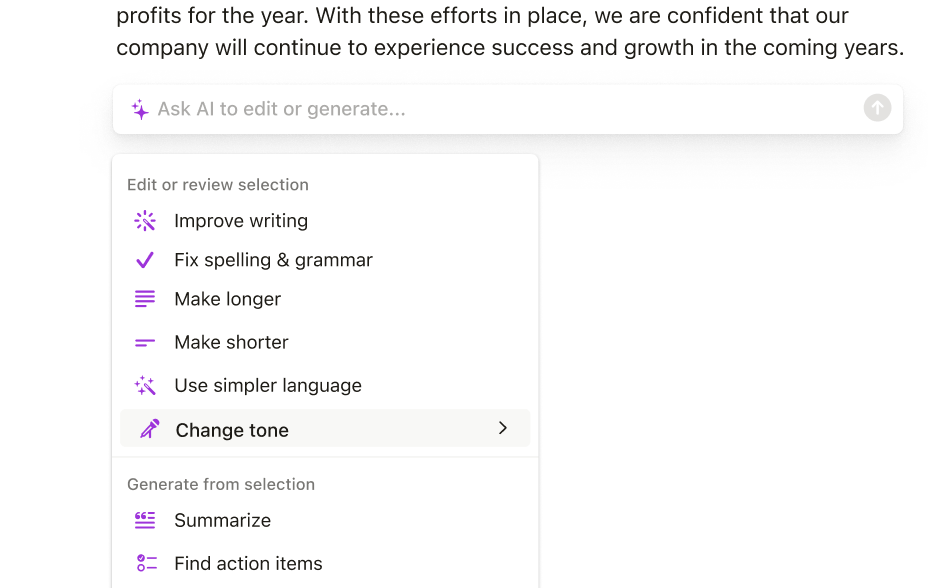 profits for the year. With these efforts in place, we are confident that our
company will continue to experience success and growth in the coming years.
Ask AI to edit or generate...
Edit or review selection
Improve writing
Fix spelling & grammar
Make longer
Make shorter
Use simpler language
Change tone
Generate from selection
Summarize
Find action items